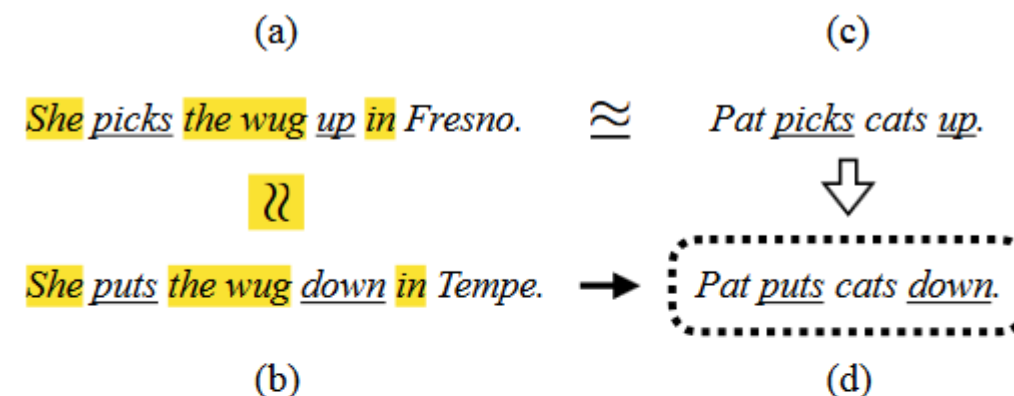 (a) (c)
She picks the wug up in Fresno. ≊ Pat picks cats up.
≈
She puts the wug down in Tempe. → Pat puts cats down.
(b) (d)